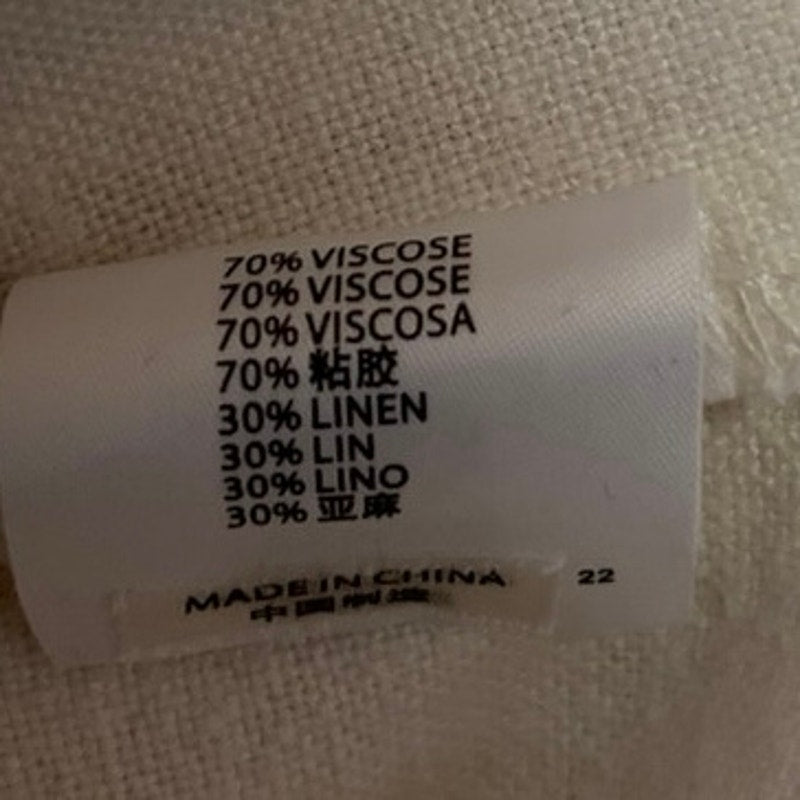 70% VISCOSE
70% VISCOSE
70% VISCOSA
70% 粘胶
30% LINEN
30% LIN
30% LINO
30% 亚麻
MADE IN CHINA
中国制造
22